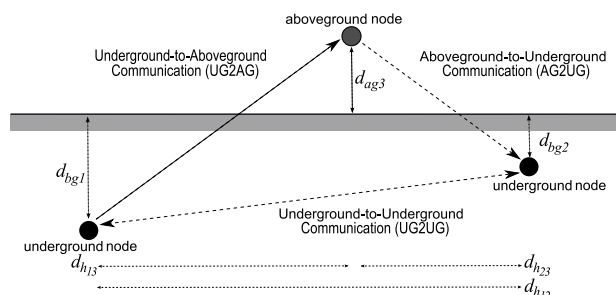 aboveground node
Underground-to-Aboveground
Communication (UG2AG)
Aboveground-to-Underground
Communication (AG2UG)
d_ag3
d_bg1
d_bg2
underground node
Underground-to-Underground
Communication (UG2UG)
underground node
d_h13
d_h23
d_h12